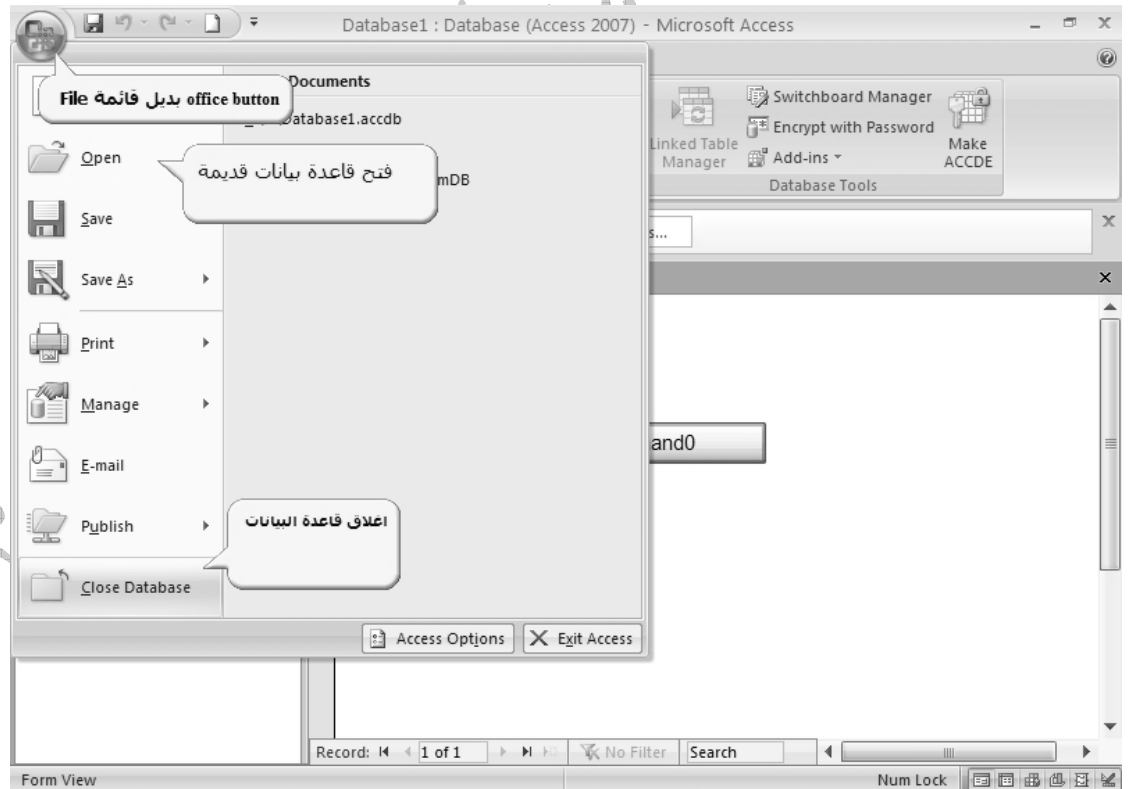 Database1 : Database (Access 2007) - Microsoft Access
office button بديل قائمة File
Documents
Database1.accdb
Open
فتح قاعدة بيانات قديمة
mDB
Save
Save As
Print
Manage
E-mail
Publish
اغلاق قاعدة البيانات
Close Database
Access Options
Exit Access
Switchboard Manager
Encrypt with Password
Linked Table
Manager
Add-ins
Make
ACCDE
Database Tools
s...
and0
Record: 1 of 1
No Filter
Search
Form View
Num Lock